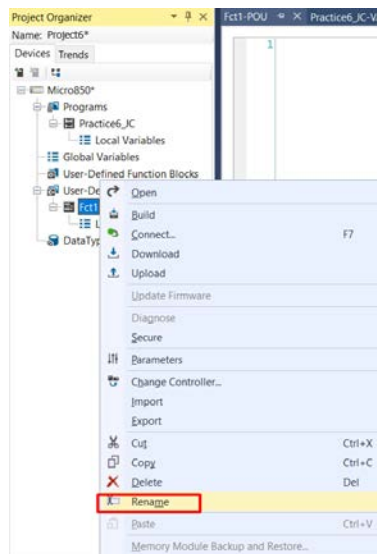 Project Organizer
Fct1-POU
Practice6_JC-V
Name: Project6*
Devices Trends
1
Micro850*
Programs
Practice6_JC
Local Variables
Global Variables
User-Defined Function Blocks
User-De
Fct1
L
DataTyp
Open
Build
Connect... F7
Download
Upload
Update Firmware
Diagnose
Secure
Parameters
Change Controller...
Import
Export
Cut Ctrl+X
Copy Ctrl+C
Delete Del
Rename
Paste Ctrl+V
Memory Module Backup and Restore...